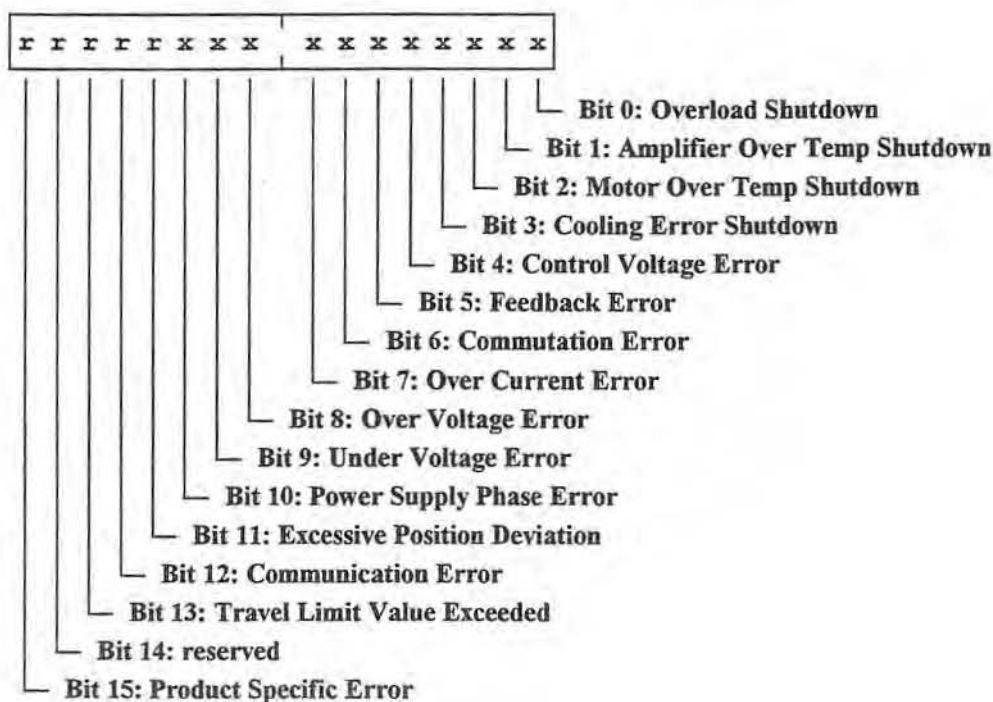 r r r r r x x x x x x x x x x x
Bit 0: Overload Shutdown
Bit 1: Amplifier Over Temp Shutdown
Bit 2: Motor Over Temp Shutdown
Bit 3: Cooling Error Shutdown
Bit 4: Control Voltage Error
Bit 5: Feedback Error
Bit 6: Commutation Error
Bit 7: Over Current Error
Bit 8: Over Voltage Error
Bit 9: Under Voltage Error
Bit 10: Power Supply Phase Error
Bit 11: Excessive Position Deviation
Bit 12: Communication Error
Bit 13: Travel Limit Value Exceeded
Bit 14: reserved
Bit 15: Product Specific Error